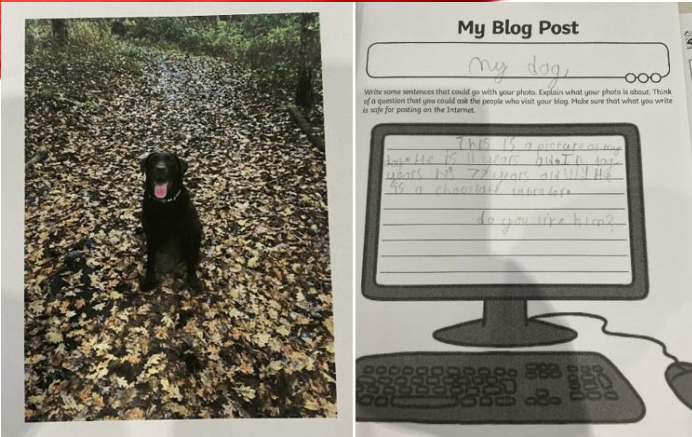 My Blog Post
My dog,
Write some sentences that could go with your photo. Explain what your photo is about. Think
of a question that you could ask the people who visit your blog. Make sure that what you write
is safe for posting on the Internet.
This is a picture of my
dog. He is 11 years old. In dog
years he's 77 years old!!!! He
is a chooclate
do you like him?